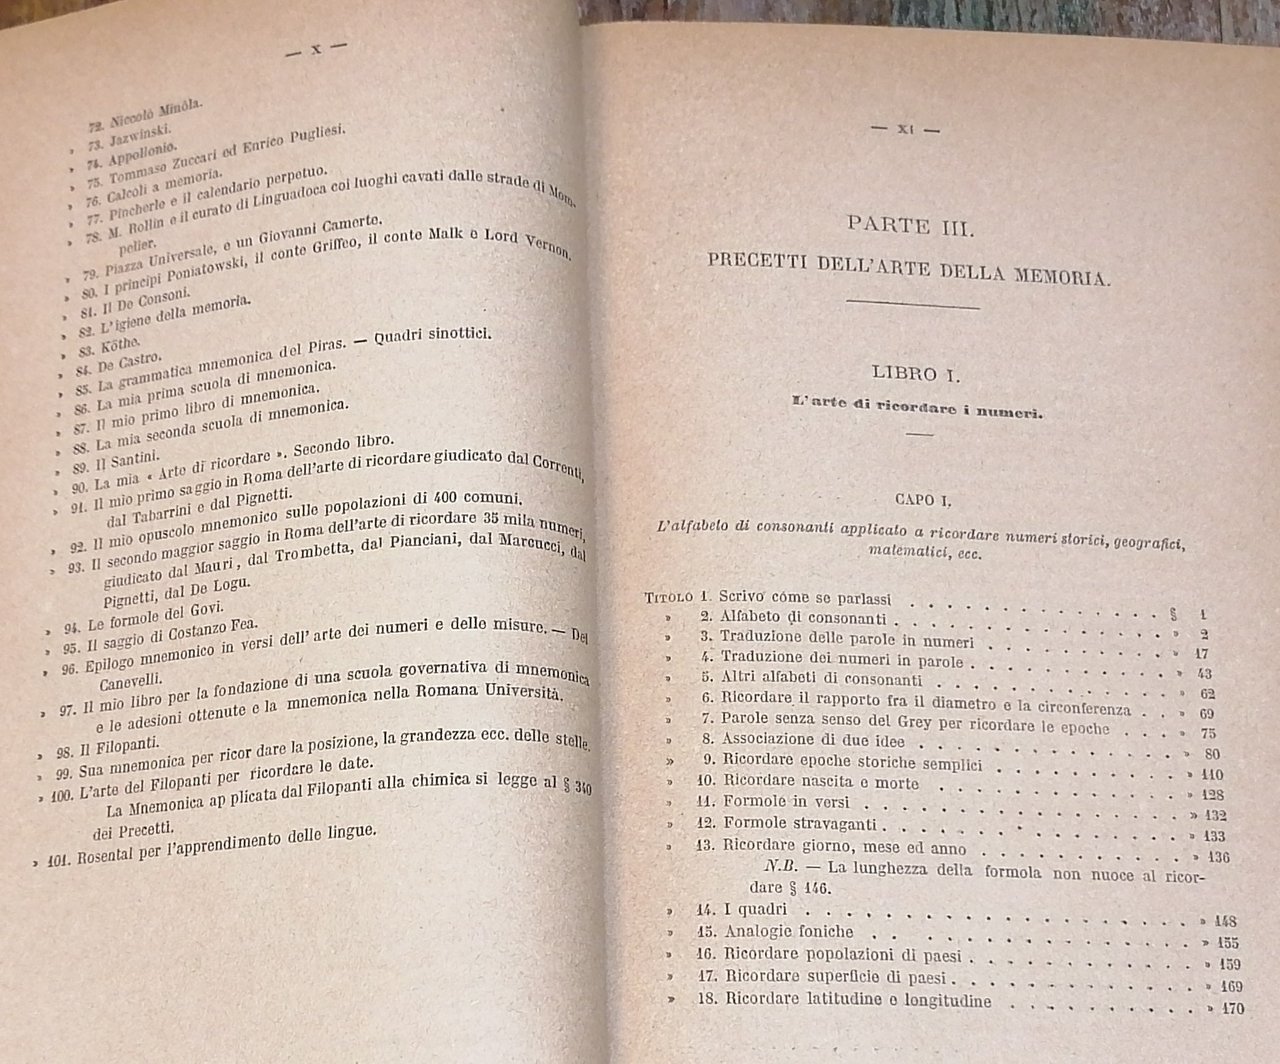 — X —
72. Niccolò Minòla.
» 73. Jazwinski.
» 74. Appollonio.
» 75. Tommaso Zuccari ed Enrico Pugliesi.
» 76. Calcoli a memoria.
» 77. Pincherle e il calendario perpetuo.
» 78. M. Rollin e il curato di Linguadoca coi luoghi cavati dalle strade di
pelier.
» 79. Piazza Universale, e un Giovanni Camerte.
» 80. I principi Poniatowski, il conte Griffeo, il conte Malk e Lord Vernon.
» 81. Il De Consoni.
» 82. L'igiene della memoria.
» 83. Köthe.
» 84. De Castro.
» 85. La grammatica mnemonica del Piras. — Quadri sinottici.
» 86. La mia prima scuola di mnemonica.
» 87. Il mio primo libro di mnemonica.
» 88. La mia seconda scuola di mnemonica.
» 89. Il Santini.
» 90. La mia « Arte di ricordare ». Secondo libro.
» 91. Il mio primo saggio in Roma dell'arte di ricordare giudicato dal Correnti,
dal Tabarrini e dal Pignetti.
» 92. Il mio opuscolo mnemonico sulle popolazioni di 400 comuni.
» 93. Il secondo maggior saggio in Roma dell'arte di ricordare 35 mila numeri,
giudicato dal Mauri, dal Trombetta, dal Pianciani, dal Marcucci, dal
Pignetti, dal De Logu.
» 94. Le formole del Govi.
» 95. Il saggio di Costanzo Fea.
» 96. Epilogo mnemonico in versi dell'arte dei numeri e delle misure. — Del
Canevelli.
» 97. Il mio libro per la fondazione di una scuola governativa di mnemonica
e le adesioni ottenute e la mnemonica nella Romana Università.
» 98. Il Filopanti.
» 99. Sua mnemonica per ricor dare la posizione, la grandezza ecc. delle stelle.
» 100. L'arte del Filopanti per ricordare le date.
La Mnemonica ap plicata dal Filopanti alla chimica si legge al § 340
dei Precetti.
» 101. Rosental per l'apprendimento delle lingue.
— XI —
PARTE III.
PRECETTI DELL'ARTE DELLA MEMORIA.
LIBRO I.
L'arte di ricordare i numeri.
CAPO I.
L'alfabeto di consonanti applicato a ricordare numeri storici, geografici,
matematici, ecc.
TITOLO 1. Scrivo come se parlassi . . . . . . . . . . . . . § 1
» 2. Alfabeto di consonanti . . . . . . . . . . . . . . » 2
» 3. Traduzione delle parole in numeri . . . . . . . . . » 17
» 4. Traduzione dei numeri in parole . . . . . . . . . . » 43
» 5. Altri alfabeti di consonanti . . . . . . . . . . . » 62
» 6. Ricordare il rapporto fra il diametro e la circonferenza . . » 69
» 7. Parole senza senso del Grey per ricordare le epoche . . . » 75
» 8. Associazione di due idee . . . . . . . . . . . . . » 80
» 9. Ricordare epoche storiche semplici . . . . . . . . . » 110
» 10. Ricordare nascita e morte . . . . . . . . . . . . » 128
» 11. Formole in versi . . . . . . . . . . . . . . . » 132
» 12. Formole stravaganti . . . . . . . . . . . . . . » 133
» 13. Ricordare giorno, mese ed anno . . . . . . . . . . » 136
N.B. — La lunghezza della formola non nuoce al ricor-
dare § 146.
» 14. I quadri . . . . . . . . . . . . . . . . . . » 148
» 15. Analogie foniche . . . . . . . . . . . . . . . » 155
» 16. Ricordare popolazioni di paesi . . . . . . . . . . . » 159
» 17. Ricordare superficie di paesi . . . . . . . . . . . . » 169
» 18. Ricordare latitudine e longitudine . . . . . . . . . » 170